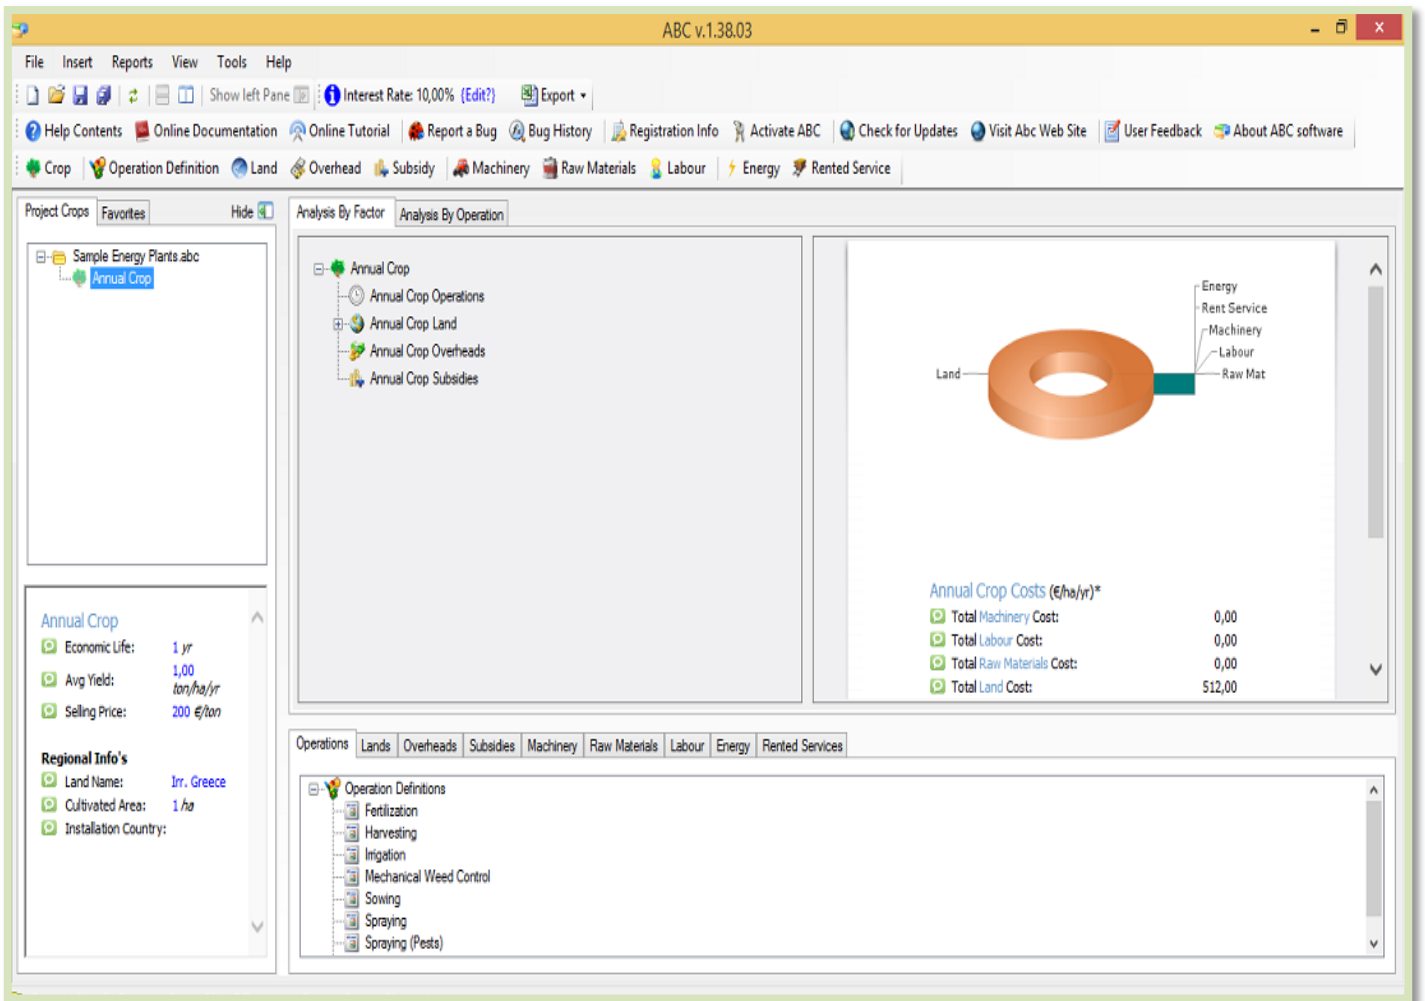 ABC v.1.38.03
File Insert Reports View Tools Help
Show left Pane Interest Rate: 10,00% {Edit?} Export
Help Contents Online Documentation Online Tutorial Report a Bug Bug History Registration Info Activate ABC Check for Updates Visit Abc Web Site User Feedback About ABC software
Crop Operation Definition Land Overhead Subsidy Machinery Raw Materials Labour Energy Rented Service
Project Crops Favorites Hide
Sample Energy Plants.abc
Annual Crop
Annual Crop
Economic Life: 1 yr
Avg Yield: 1,00
ton/ha/yr
Selling Price: 200 €/ton
Regional Info's
Land Name: Irr. Greece
Cultivated Area: 1 ha
Installation Country:
Analysis By Factor Analysis By Operation
Annual Crop
Annual Crop Operations
Annual Crop Land
Annual Crop Overheads
Annual Crop Subsidies
Energy
Rent Service
Machinery
Labour
Land Raw Mat
Annual Crop Costs (€/ha/yr)*
Total Machinery Cost: 0,00
Total Labour Cost: 0,00
Total Raw Materials Cost: 0,00
Total Land Cost: 512,00
Operations Lands Overheads Subsidies Machinery Raw Materials Labour Energy Rented Services
Operation Definitions
Fertilization
Harvesting
Irrigation
Mechanical Weed Control
Sowing
Spraying
Spraying (Pests)